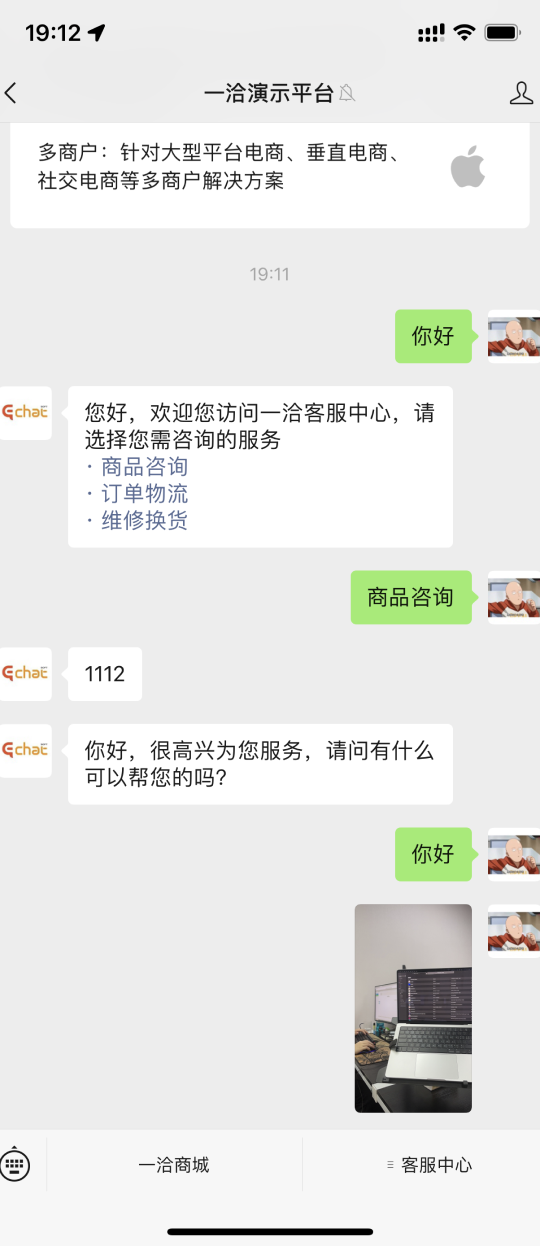 19:12
一洽演示平台
多商户：针对大型平台电商、垂直电商、
社交电商等多商户解决方案
19:11
你好
chat
您好，欢迎您访问一洽客服中心，请
选择您需咨询的服务
· 商品咨询
· 订单物流
· 维修换货
商品咨询
chat
1112
chat
你好，很高兴为您服务，请问有什么
可以帮您的吗?
你好
一洽商城
客服中心